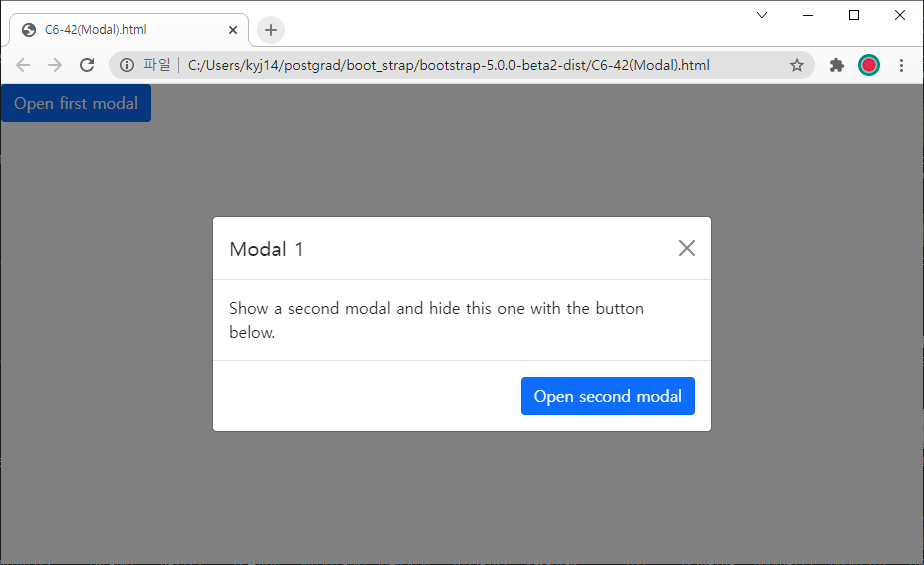 C6-42(Modal).html
파일
C:/Users/kyj14/postgrad/boot_strap/bootstrap-5.0.0-beta2-dist/C6-42(Modal).html
Open first modal
Modal 1
Show a second modal and hide this one with the button
below.
Open second modal